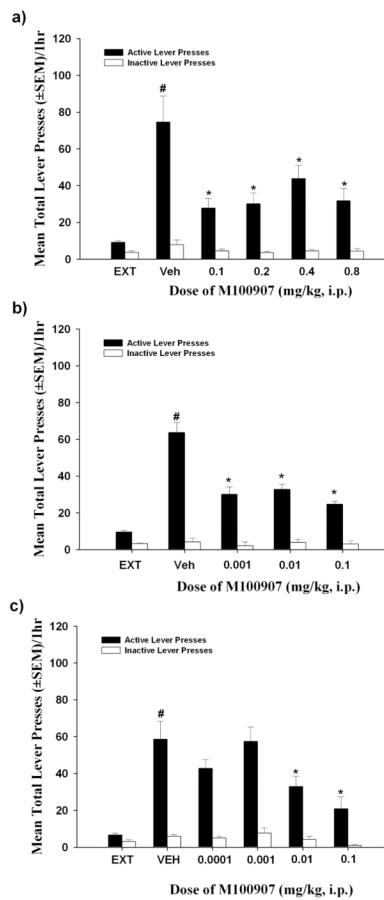 a)
Mean Total Lever Presses (±SEM)/1hr
120
100
80
60
40
20
0
Active Lever Presses
Inactive Lever Presses
#
*
*
*
*
EXT Veh 0.1 0.2 0.4 0.8
Dose of M100907 (mg/kg, i.p.)
b)
Mean Total Lever Presses (±SEM)/1hr
120
100
80
60
40
20
0
Active Lever Presses
Inactive Lever Presses
#
*
*
*
EXT Veh 0.001 0.01 0.1
Dose of M100907 (mg/kg, i.p.)
c)
Mean Total Lever Presses (±SEM)/1hr
120
100
80
60
40
20
0
Active Lever Presses
Inactive Lever Presses
#
*
*
EXT VEH 0.0001 0.001 0.01 0.1
Dose of M100907 (mg/kg, i.p.)